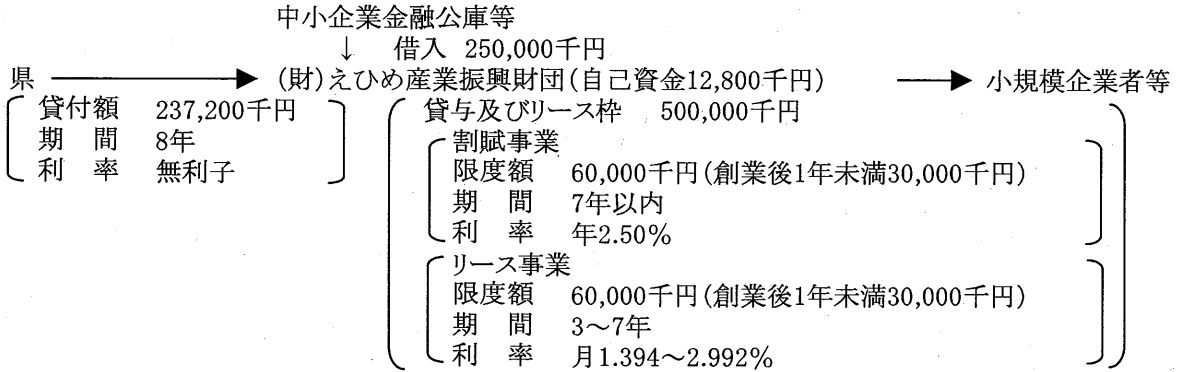 中小企業金融公庫等
↓ 借入 250,000千円
県 → (財)えひめ産業振興財団(自己資金12,800千円) → 小規模企業者等
貸付額 237,200千円
期 間 8年
利 率 無利子
貸与及びリース枠 500,000千円
割賦事業
限度額 60,000千円(創業後1年未満30,000千円)
期 間 7年以内
利 率 年2.50%
リース事業
限度額 60,000千円(創業後1年未満30,000千円)
期 間 3~7年
利 率 月1.394~2.992%